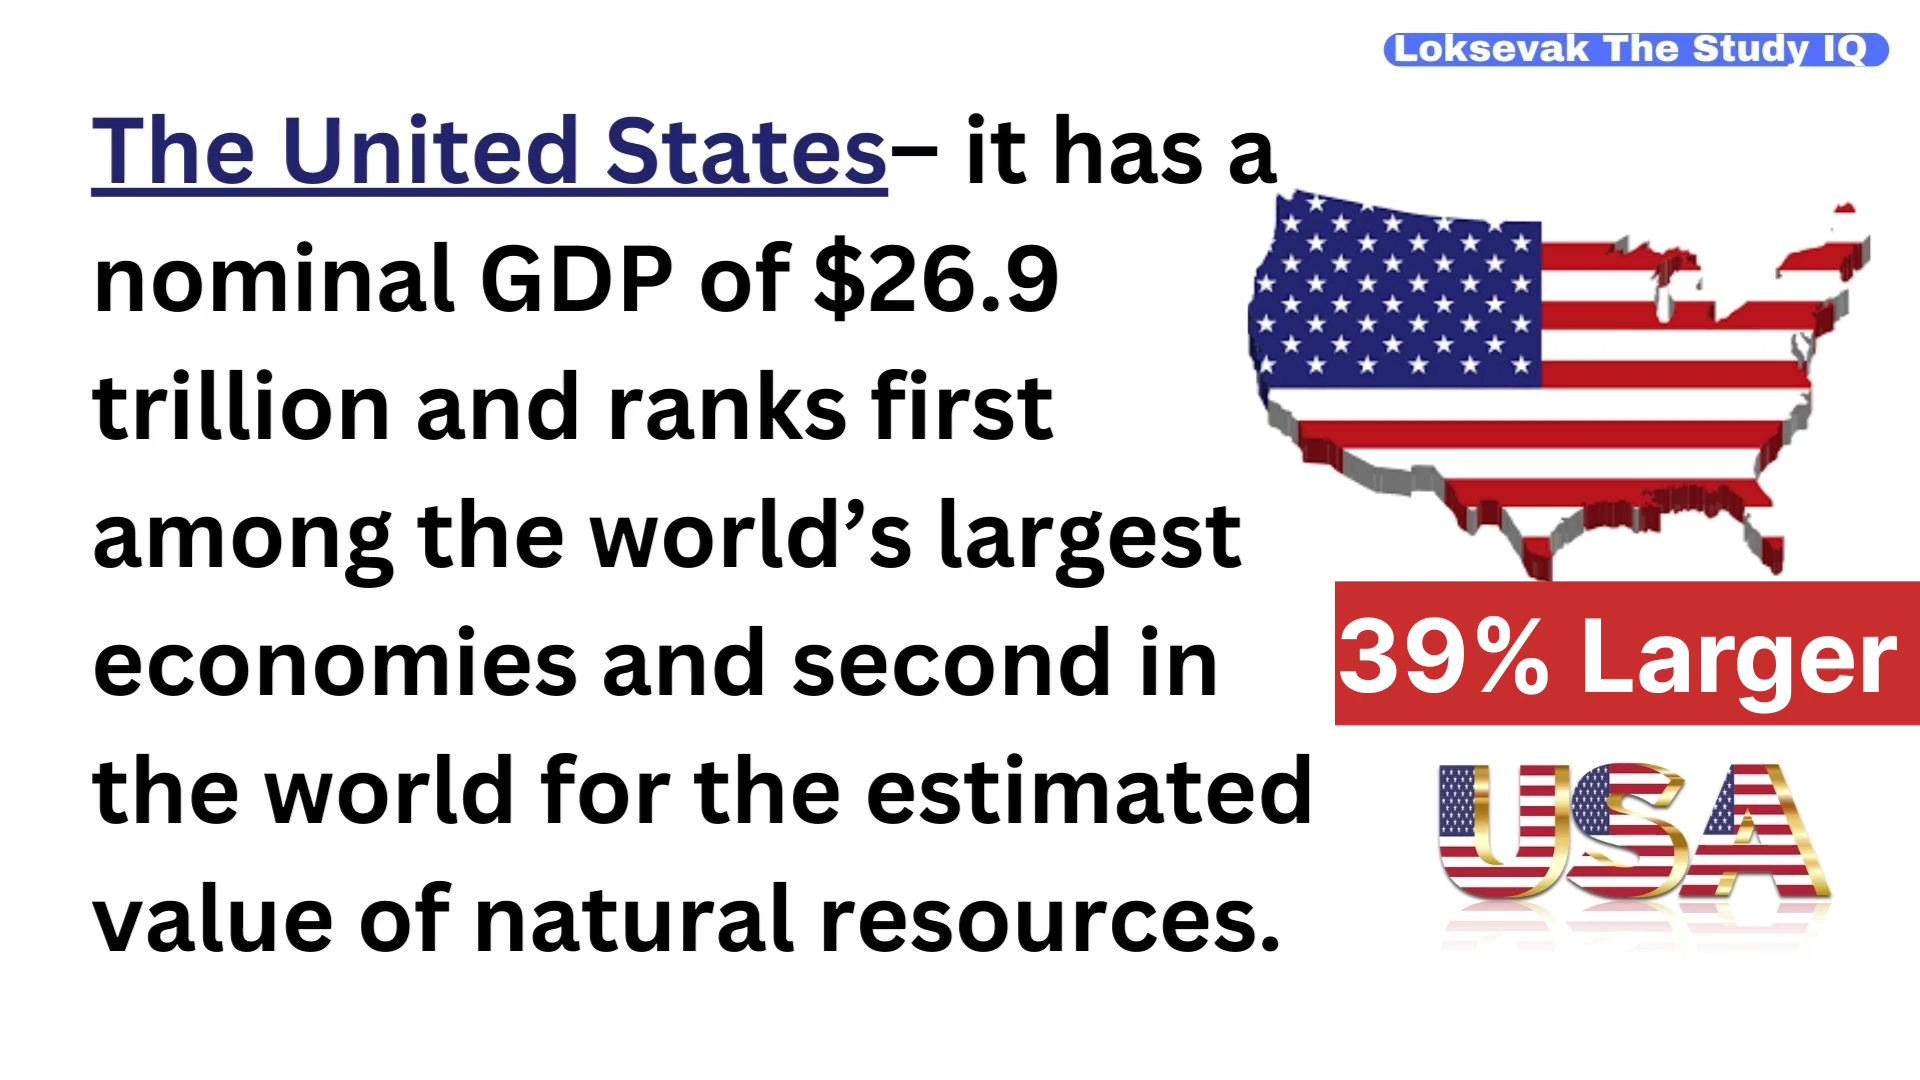 Loksevak The Study IQ
The United States– it has a
nominal GDP of $26.9
trillion and ranks first
among the world’s largest
economies and second in
the world for the estimated
value of natural resources.
39% Larger
USA